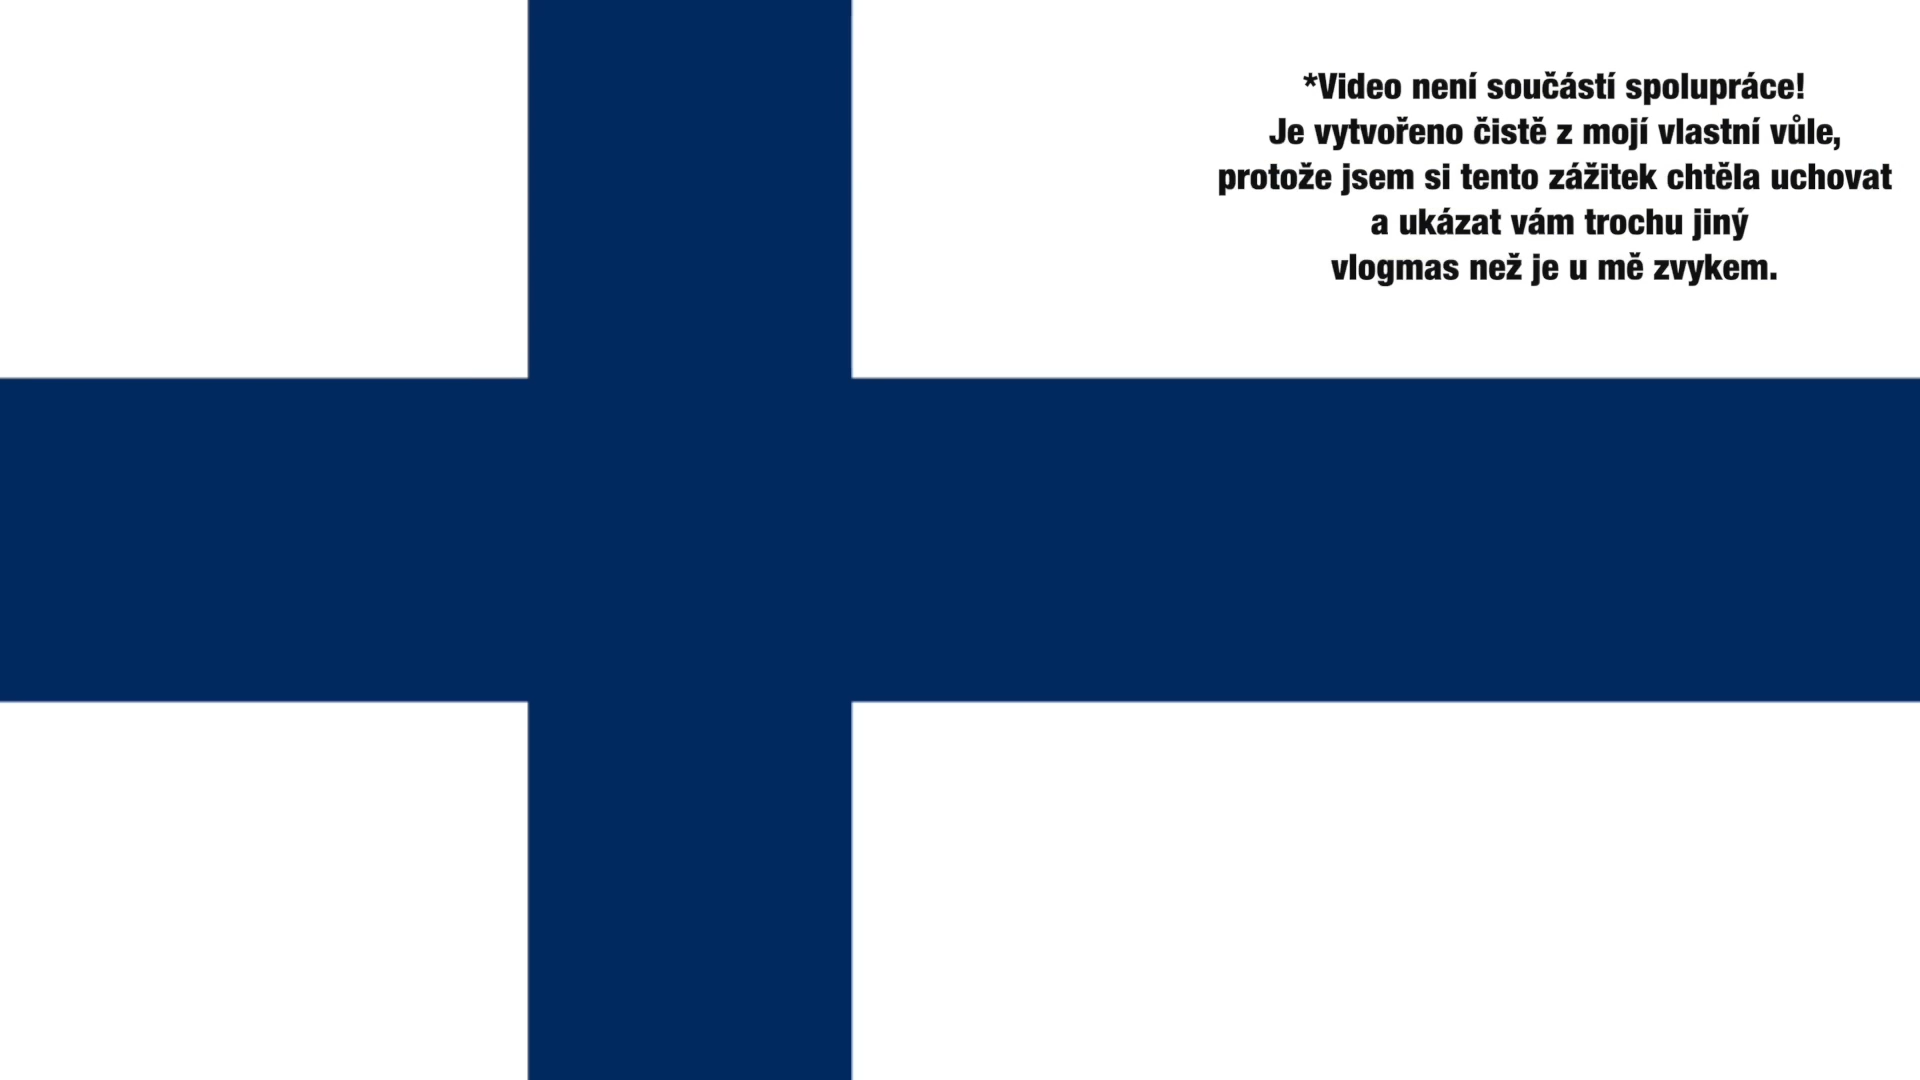 *Video není součástí spolupráce!
Je vytvořeno čistě z mojí vlastní vůle,
protože jsem si tento zážitek chtěla uchovat
a ukázat vám trochu jiný
vlogmas než je u mě zvykem.